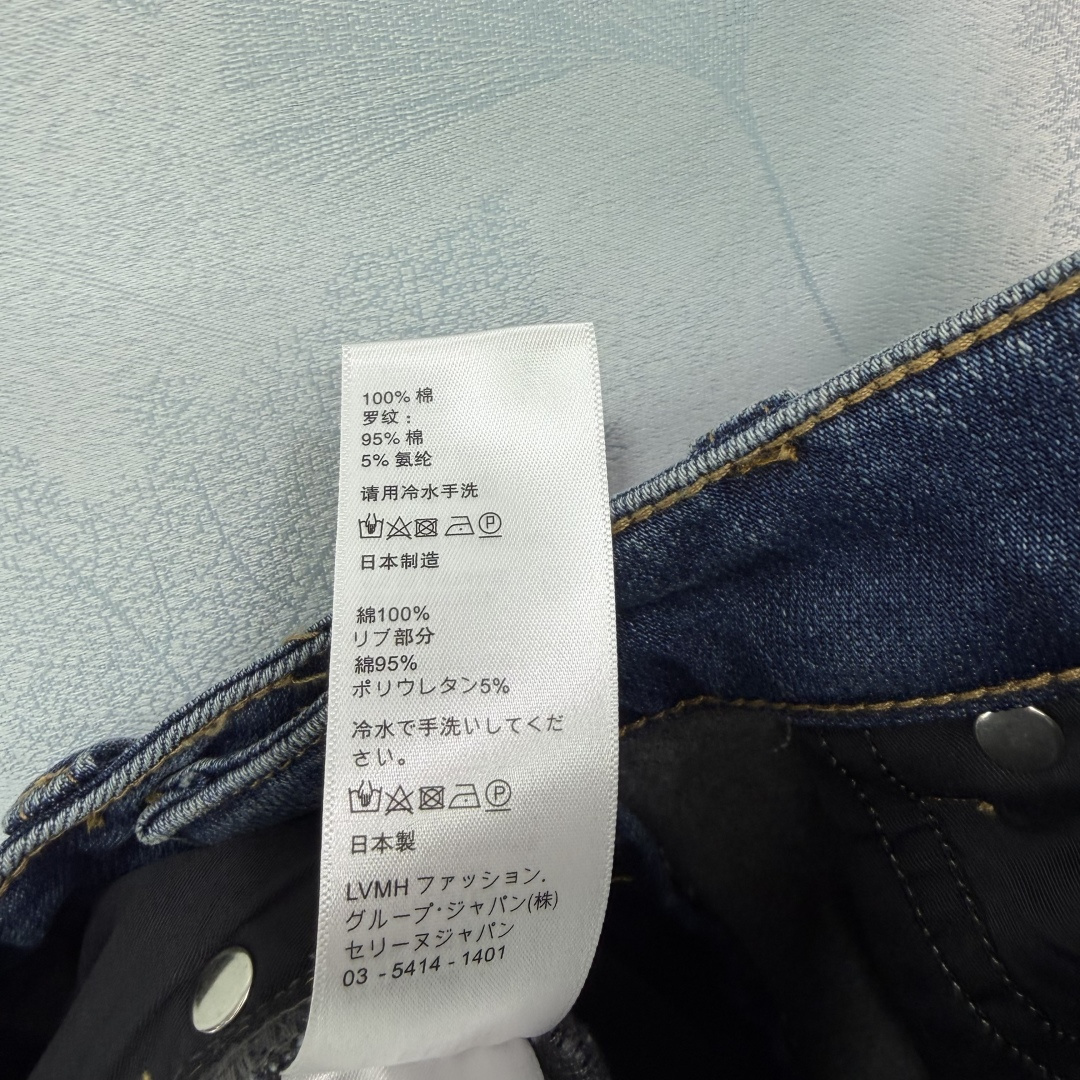 100% 棉
罗纹：
95% 棉
5% 氨纶
请用冷水手洗
P
日本制造
綿100%
リブ部分
綿95%
ポリウレタン5%
冷水で手洗いしてくだ
さい。
P
日本製
LVMH ファッション.
グループ･ジャパン(株)
セリーヌジャパン
03 - 5414 - 1401